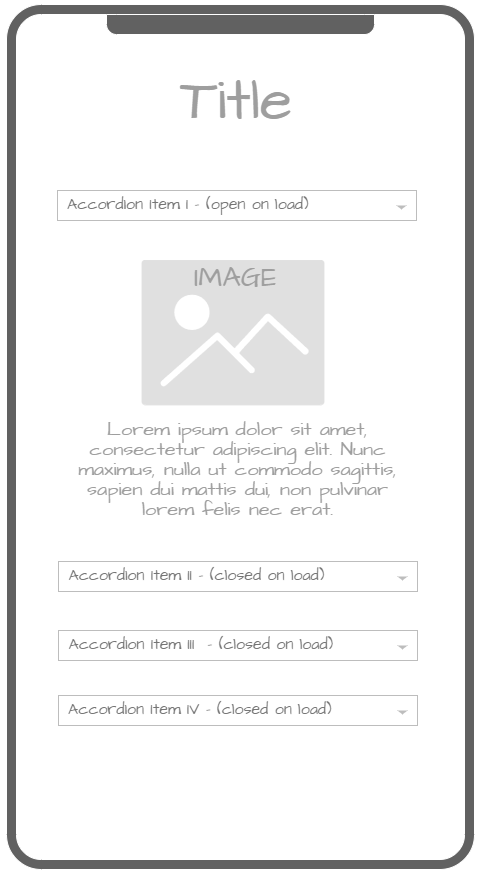 Title
Accordion Item I - (open on load)
IMAGE
Lorem ipsum dolor sit amet,
consectetur adipiscing elit. Nunc
maximus, nulla ut commodo sagittis,
sapien dui mattis dui, non pulvinar
lorem felis nec erat.
Accordion Item II - (closed on load)
Accordion Item III - (closed on load)
Accordion Item IV - (closed on load)